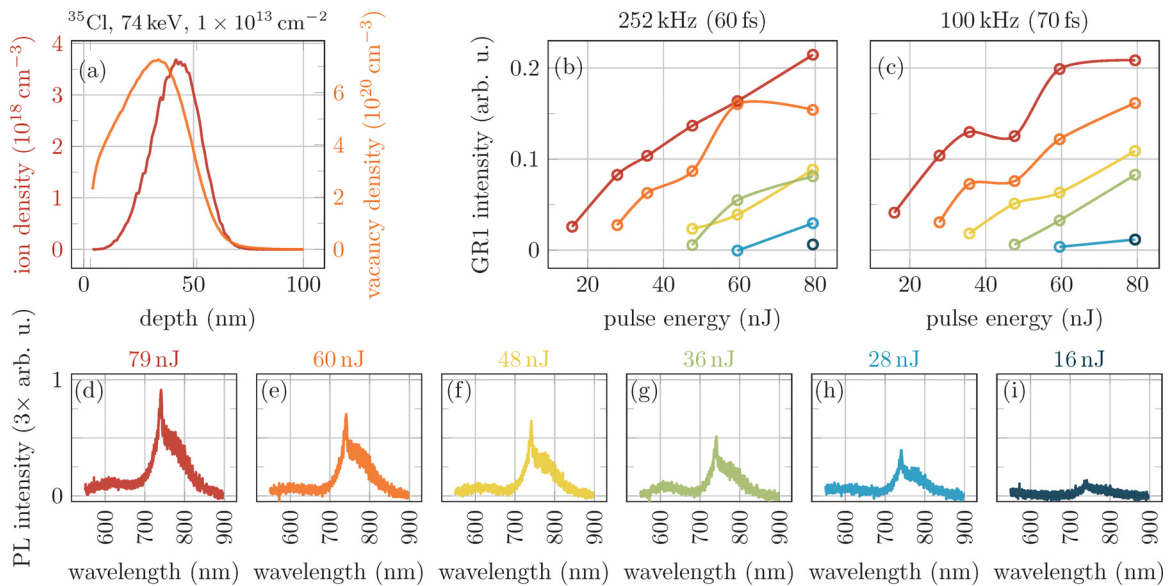 ³⁵Cl, 74 keV, 1 × 10¹³ cm⁻²
252 kHz (60 fs)
100 kHz (70 fs)
(a)
(b)
(c)
ion density (10¹⁸ cm⁻³)
4
3
2
1
0
6
4
2
0
vacancy density (10²⁰ cm⁻³)
0
50
100
depth (nm)
GR1 intensity (arb. u.)
0.2
0.1
0
20
40
60
80
pulse energy (nJ)
20
40
60
80
pulse energy (nJ)
79 nJ
60 nJ
48 nJ
36 nJ
28 nJ
16 nJ
PL intensity (3× arb. u.)
1
0
(d)
(e)
(f)
(g)
(h)
(i)
600
700
800
900
600
700
800
900
600
700
800
900
600
700
800
900
600
700
800
900
600
700
800
900
wavelength (nm)
wavelength (nm)
wavelength (nm)
wavelength (nm)
wavelength (nm)
wavelength (nm)